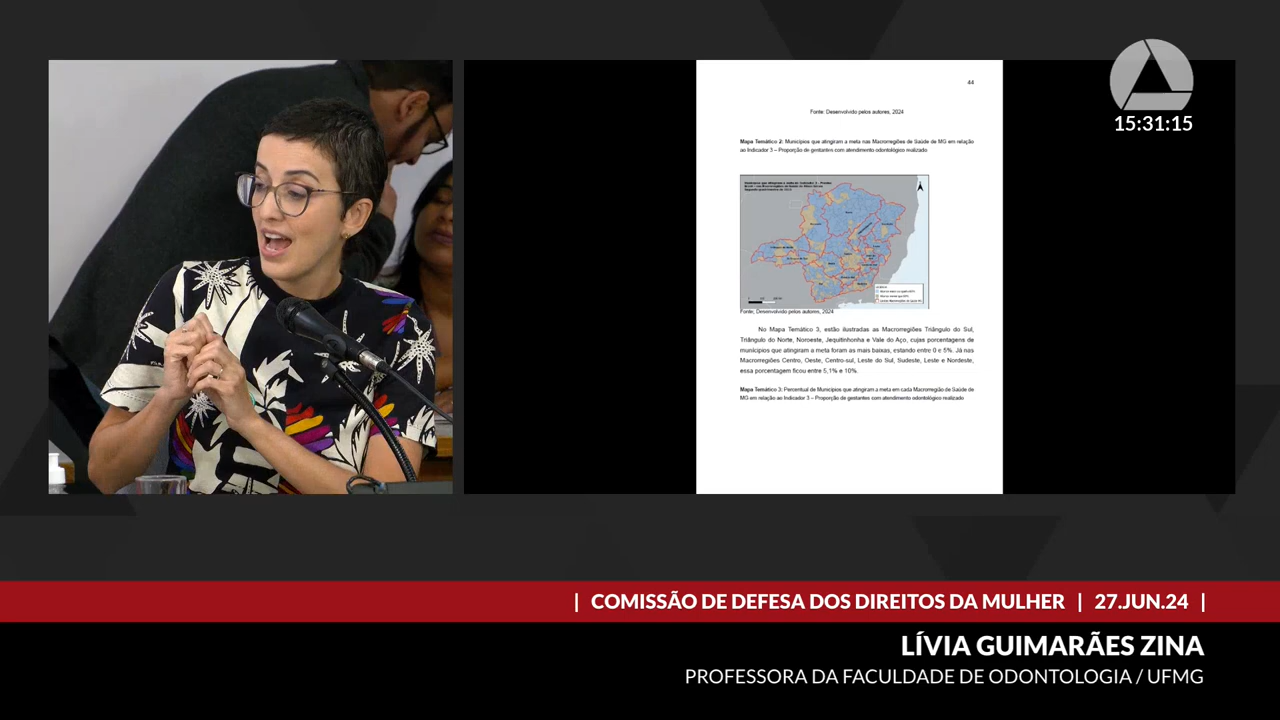 15:31:15
44
Fonte: Desenvolvido pelos autores, 2024
Mapa Temático 2: Municípios que atingiram a meta nas Macrorregiões de Saúde de MG em relação
ao Indicador 3 – Proporção de gestantes com atendimento odontológico realizado
Fonte, Desenvolvido pelos autores, 2024
No Mapa Temático 3, estão ilustradas as Macrorregiões Triângulo do Sul,
Triângulo do Norte, Noroeste, Jequitinhonha e Vale do Aço, cujas porcentagens de
municípios que atingiram a meta foram as mais baixas, estando entre 0 e 5%. Já nas
Macrorregiões Centro, Oeste, Centro-sul, Leste do Sul, Sudeste, Leste e Nordeste,
essa porcentagem ficou entre 5,1% e 10%.
Mapa Temático 3: Percentual de Municípios que atingiram a meta em cada Macrorregião de Saúde de
MG em relação ao Indicador 3 – Proporção de gestantes com atendimento odontológico realizado
| COMISSÃO DE DEFESA DOS DIREITOS DA MULHER | 27.JUN.24 |
LÍVIA GUIMARÃES ZINA
PROFESSORA DA FACULDADE DE ODONTOLOGIA / UFMG